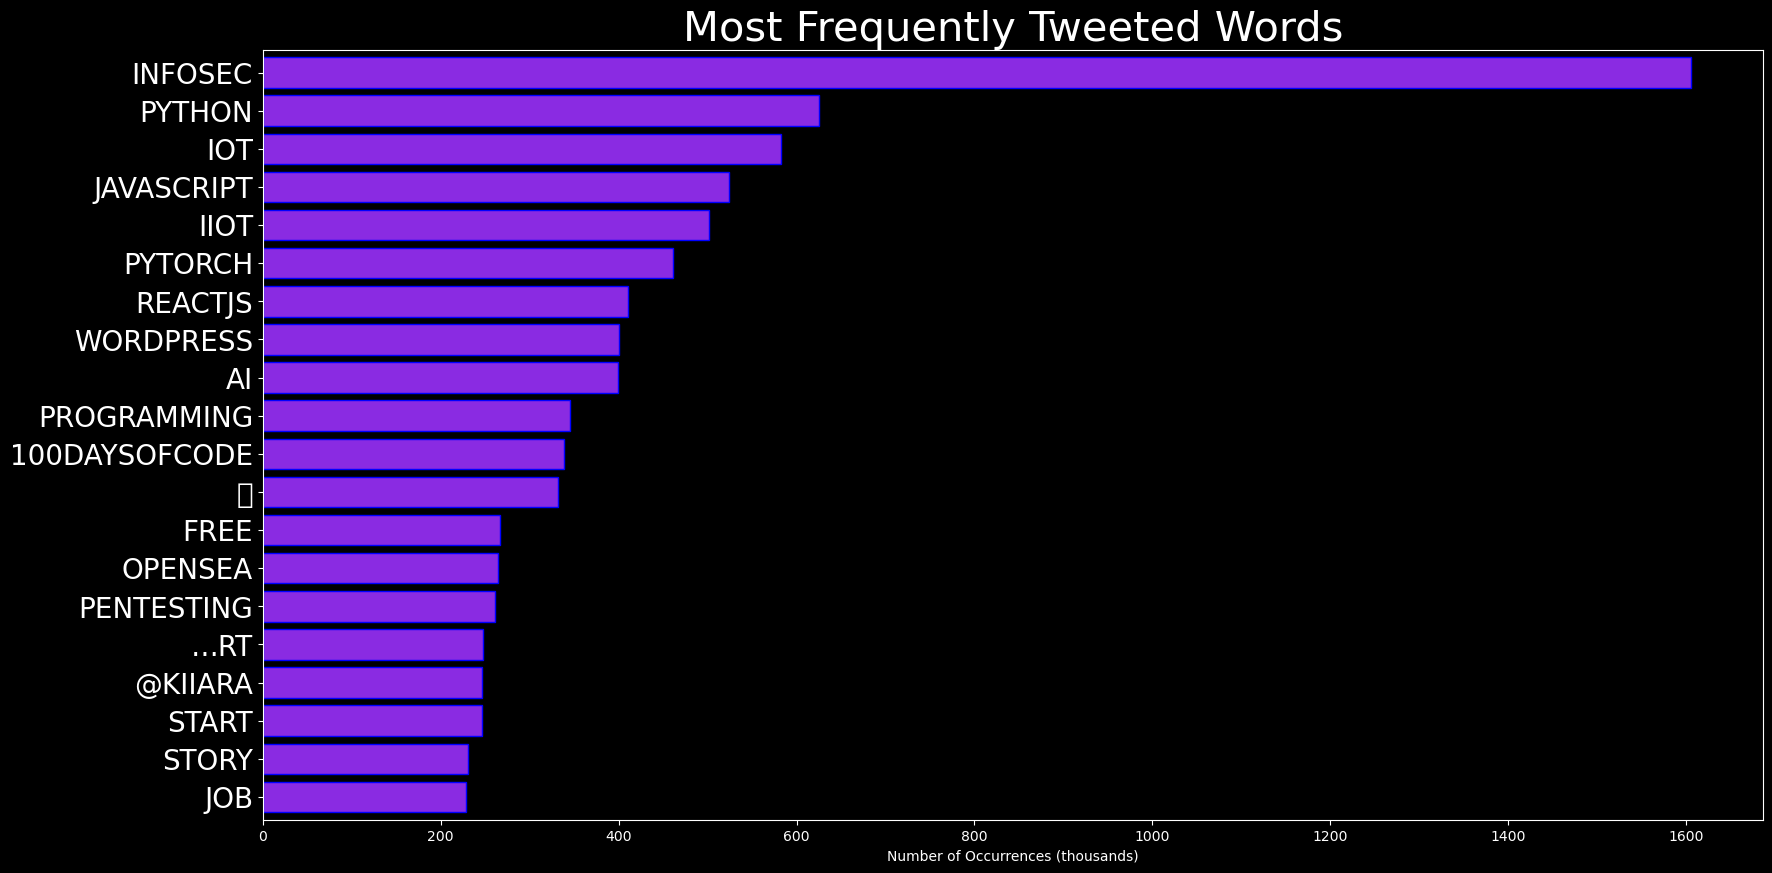 Most Frequently Tweeted Words
INFOSEC
PYTHON
IOT
JAVASCRIPT
IIOT
PYTORCH
REACTJS
WORDPRESS
AI
PROGRAMMING
100DAYSOFCODE
FREE
OPENSEA
PENTESTING
…RT
@KIIARA
START
STORY
JOB
0 200 400 600 800 1000 1200 1400 1600
Number of Occurrences (thousands)